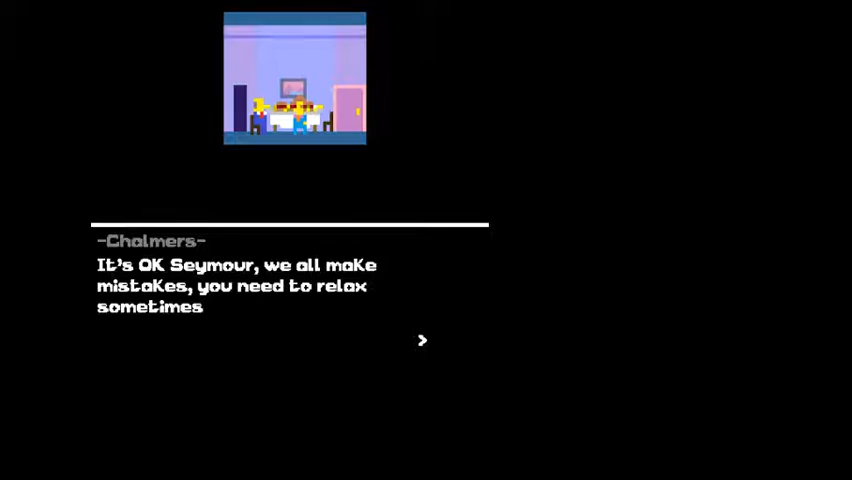 -Chalmers-
It's OK Seymour, we all make
mistakes, you need to relax
sometimes
>